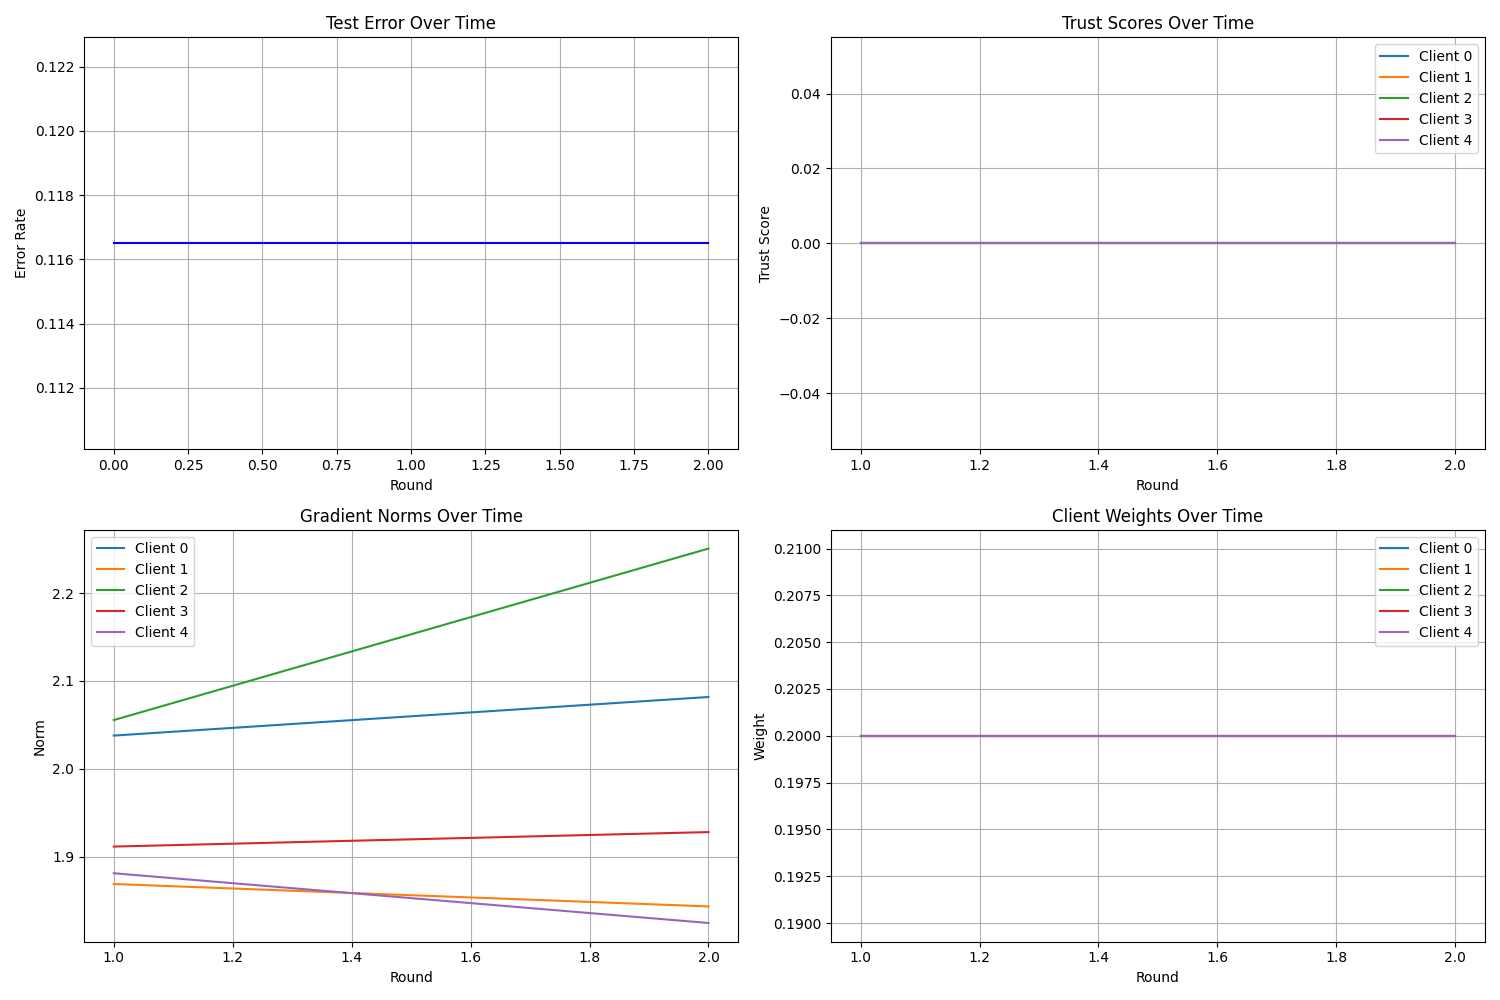 Test Error Over Time
Error Rate
0.122
0.120
0.118
0.116
0.114
0.112
0.00 0.25 0.50 0.75 1.00 1.25 1.50 1.75 2.00
Round
Trust Scores Over Time
Trust Score
0.04
0.02
0.00
−0.02
−0.04
Client 0
Client 1
Client 2
Client 3
Client 4
1.0 1.2 1.4 1.6 1.8 2.0
Round
Gradient Norms Over Time
Norm
2.2
2.1
2.0
1.9
Client 0
Client 1
Client 2
Client 3
Client 4
1.0 1.2 1.4 1.6 1.8 2.0
Round
Client Weights Over Time
Weight
0.2100
0.2075
0.2050
0.2025
0.2000
0.1975
0.1950
0.1925
0.1900
Client 0
Client 1
Client 2
Client 3
Client 4
1.0 1.2 1.4 1.6 1.8 2.0
Round